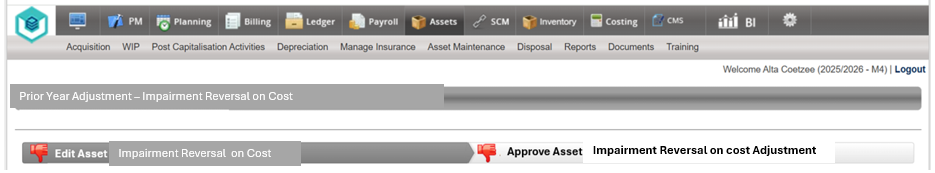 PM Planning Billing Ledger Payroll Assets SCM Inventory Costing CMS BI
Acquisition WIP Post Capitalisation Activities Depreciation Manage Insurance Asset Maintenance Disposal Reports Documents Training
Welcome Alta Coetzee (2025/2026 - M4) | Logout
Prior Year Adjustment – Impairment Reversal on Cost
Edit Asset Impairment Reversal on Cost Approve Asset Impairment Reversal on cost Adjustment